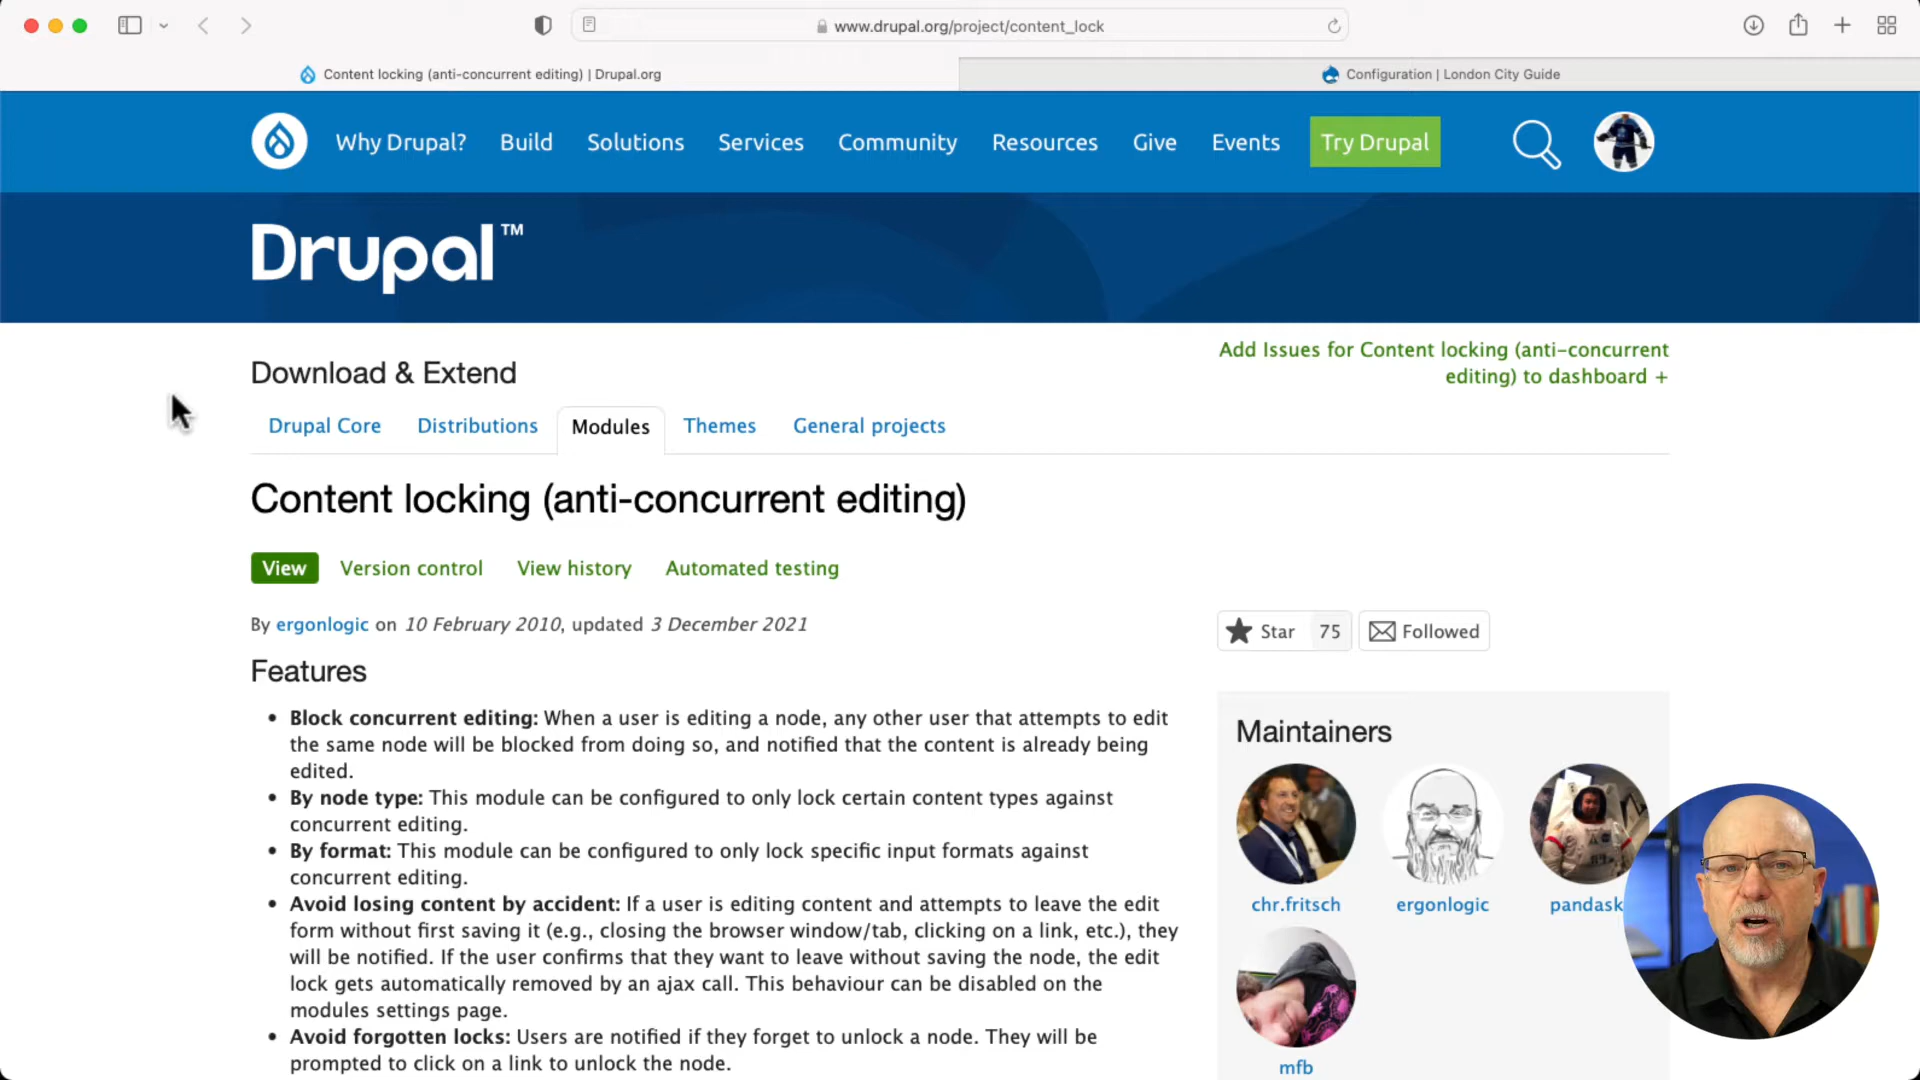 www.drupal.org/project/content_lock
Content locking (anti-concurrent editing) | Drupal.org
Configuration | London City Guide
Why Drupal?
Build
Solutions
Services
Community
Resources
Give
Events
Try Drupal
Drupal™
Download & Extend
Add Issues for Content locking (anti-concurrent
editing) to dashboard +
Drupal Core
Distributions
Modules
Themes
General projects
Content locking (anti-concurrent editing)
View
Version control
View history
Automated testing
By ergonlogic on 10 February 2010, updated 3 December 2021
Star 75
Followed
Features
• Block concurrent editing: When a user is editing a node, any other user that attempts to edit
the same node will be blocked from doing so, and notified that the content is already being
edited.
• By node type: This module can be configured to only lock certain content types against
concurrent editing.
• By format: This module can be configured to only lock specific input formats against
concurrent editing.
• Avoid losing content by accident: If a user is editing content and attempts to leave the edit
form without first saving it (e.g., closing the browser window/tab, clicking on a link, etc.), they
will be notified. If the user confirms that they want to leave without saving the node, the edit
lock gets automatically removed by an ajax call. This behaviour can be disabled on the
modules settings page.
• Avoid forgotten locks: Users are notified if they forget to unlock a node. They will be
prompted to click on a link to unlock the node.
Maintainers
chr.fritsch
ergonlogic
pandask
mfb